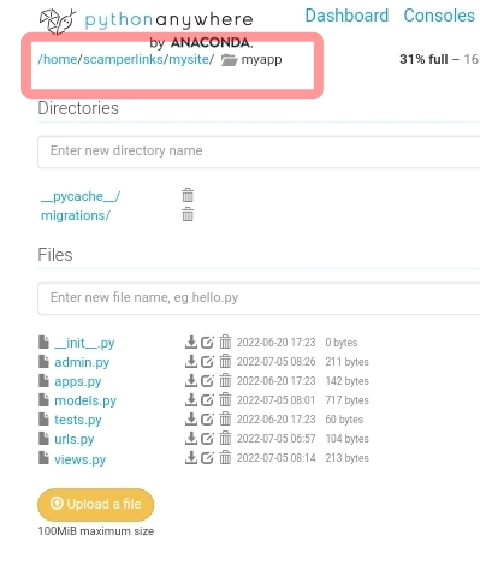 pythonanywhere
by ANACONDA.
Dashboard Consoles
/home/scamperlinks/mysite/ myapp
31% full – 16
Directories
Enter new directory name
__pycache__/
migrations/
Files
Enter new file name, eg hello.py
__init__.py 2022-06-20 17:23 0 bytes
admin.py 2022-07-05 08:26 211 bytes
apps.py 2022-06-20 17:23 142 bytes
models.py 2022-07-05 08:01 717 bytes
tests.py 2022-06-20 17:23 60 bytes
urls.py 2022-07-05 06:57 104 bytes
views.py 2022-07-05 08:14 213 bytes
Upload a file
100MiB maximum size